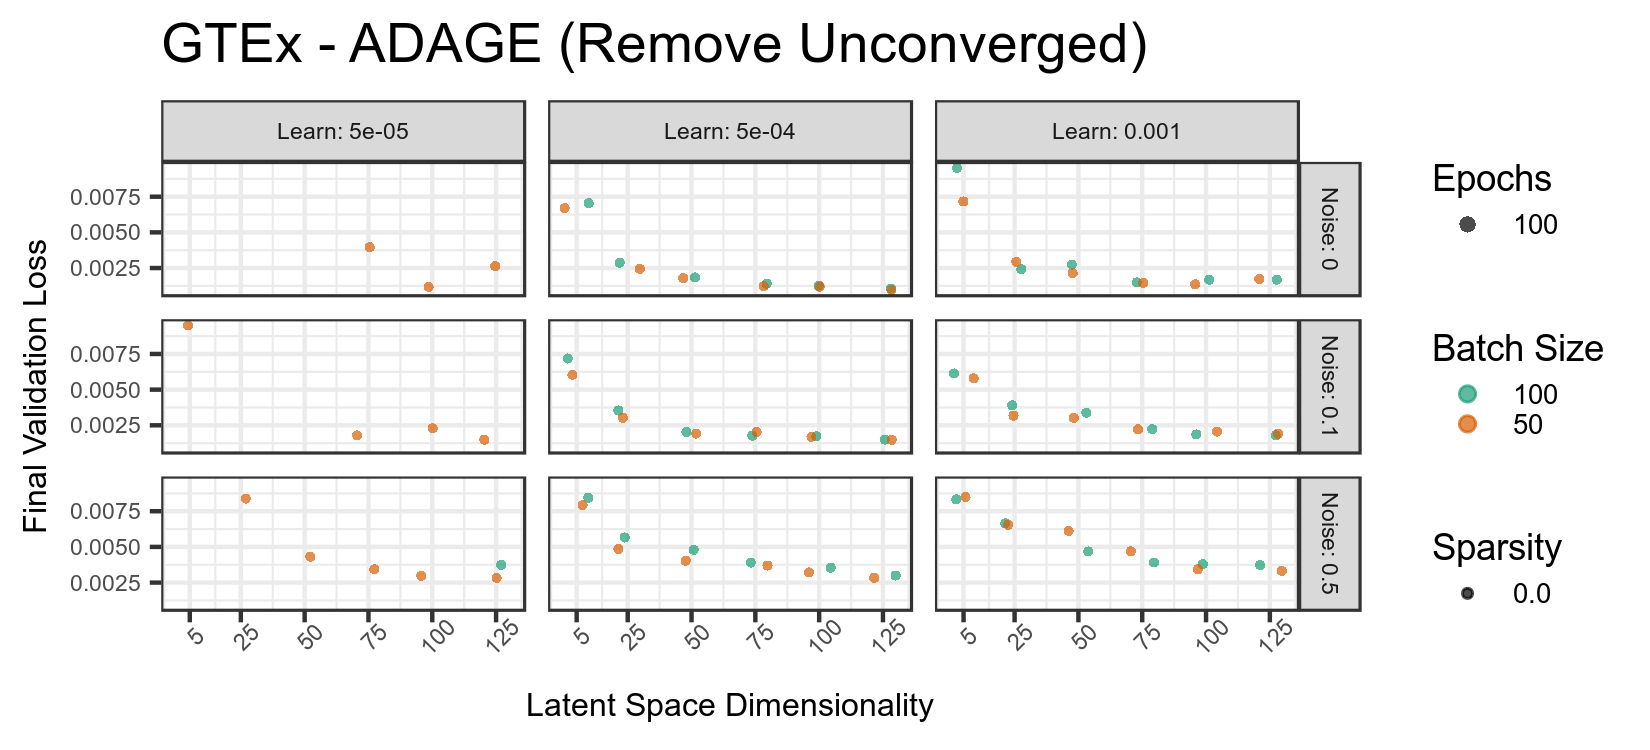 GTEx - ADAGE (Remove Unconverged)
Learn: 5e-05
Learn: 5e-04
Learn: 0.001
Final Validation Loss
0.0075
0.0050
0.0025
Noise: 0
0.0075
0.0050
0.0025
Noise: 0.1
0.0075
0.0050
0.0025
Noise: 0.5
5 25 50 75 100 125
5 25 50 75 100 125
5 25 50 75 100 125
Latent Space Dimensionality
Epochs
100
Batch Size
100
50
Sparsity
0.0